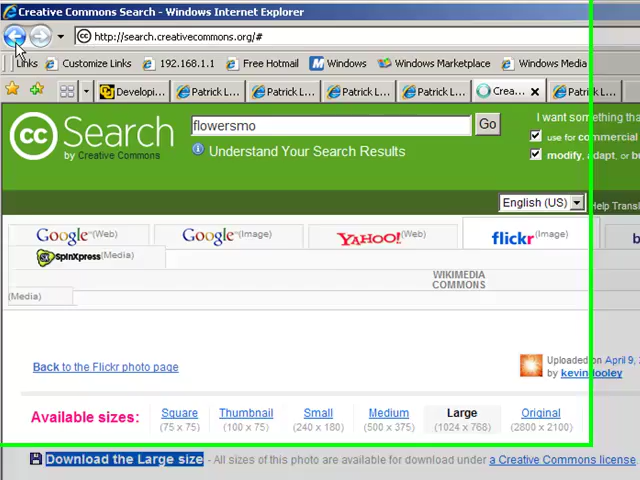 Creative Commons Search - Windows Internet Explorer
http://search.creativecommons.org/#
Links Customize Links 192.168.1.1 Free Hotmail Windows Windows Marketplace Windows Media
Developi... Patrick L... Patrick L... Patrick L... Crea... Patrick L...
cc Search
by Creative Commons
flowersmo Go
Understand Your Search Results
I want something tha
use for commercial
modify, adapt, or bu
English (US) Help Transl
Google™(Web) Google™(Image) YAHOO!(Web) flickr(Image) b
SpinXpress(Media)
WIKIMEDIA
COMMONS
(Media)
Back to the Flickr photo page
Uploaded on April 9,
by kevindooley
Available sizes:
Square Thumbnail Small Medium Large Original
(75 x 75) (100 x 75) (240 x 180) (500 x 375) (1024 x 768) (2800 x 2100)
Download the Large size - All sizes of this photo are available for download under a Creative Commons license.